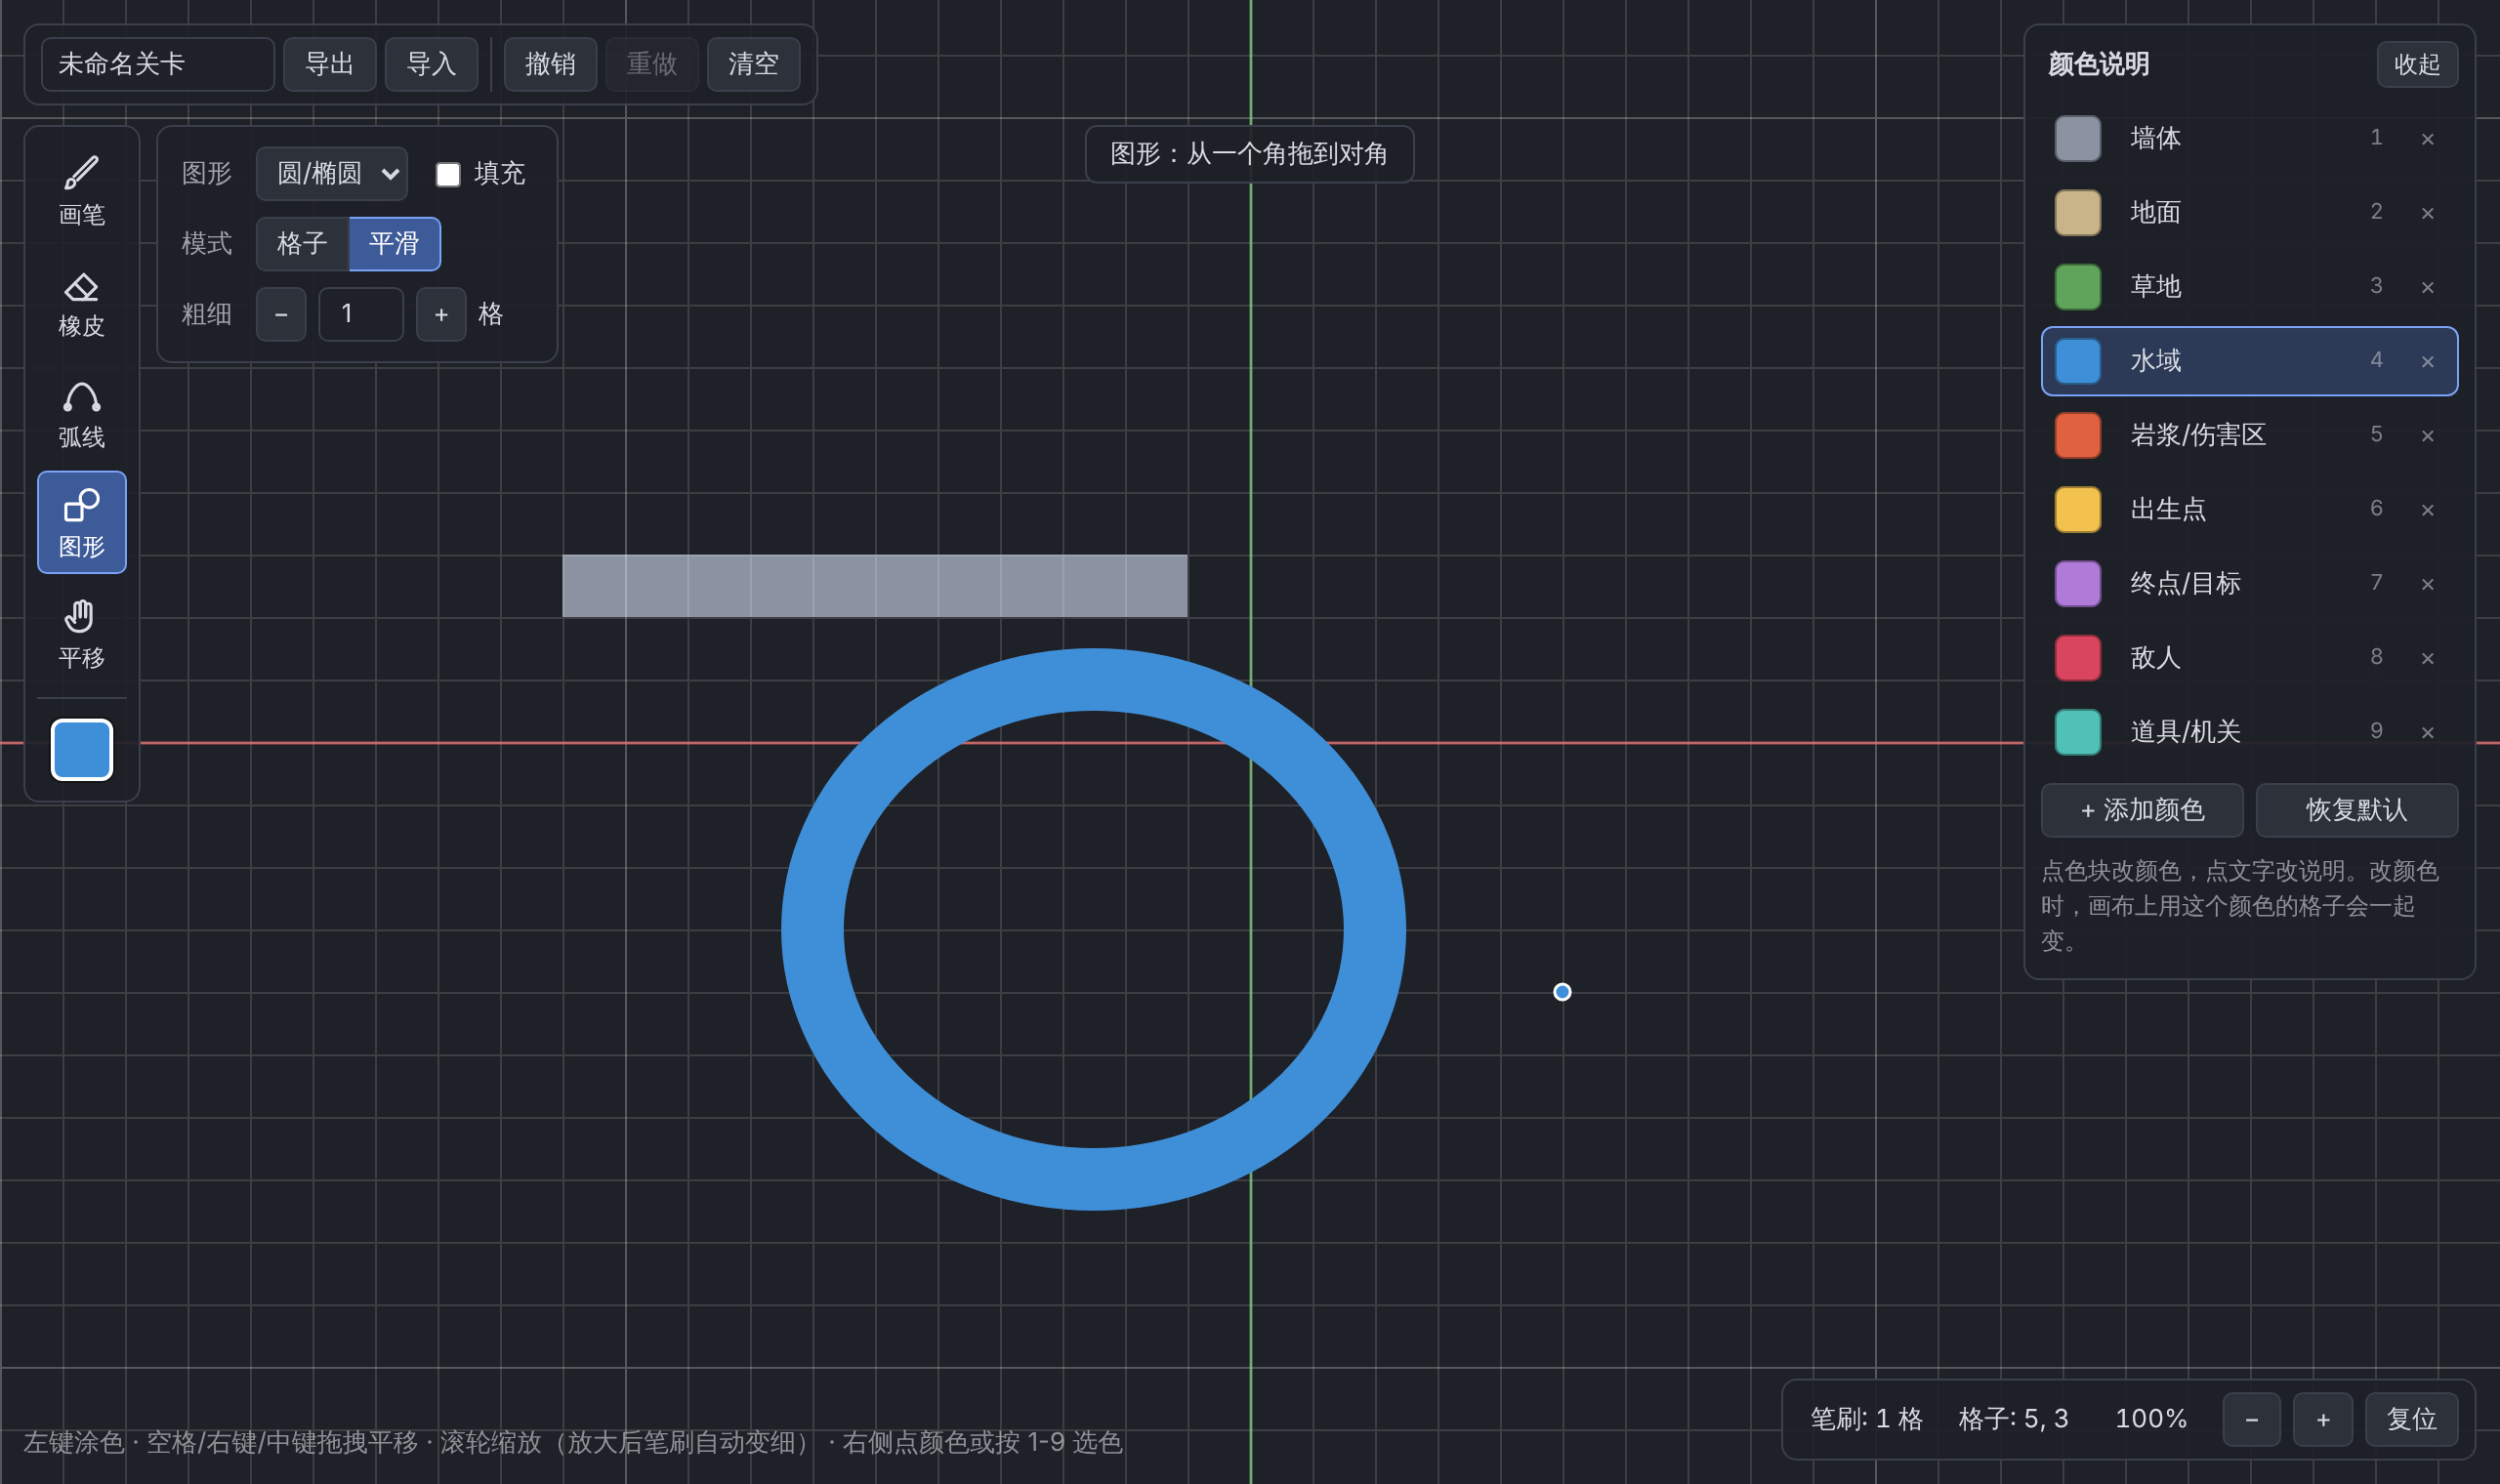 未命名关卡 导出 导入 撤销 重做 清空
颜色说明 收起
画笔
橡皮
弧线
图形
平移
图形 圆/椭圆 填充
模式 格子 平滑
粗细 − 1 + 格
图形：从一个角拖到对角
墙体 1 ×
地面 2 ×
草地 3 ×
水域 4 ×
岩浆/伤害区 5 ×
出生点 6 ×
终点/目标 7 ×
敌人 8 ×
道具/机关 9 ×
+ 添加颜色 恢复默认
点色块改颜色，点文字改说明。改颜色
时，画布上用这个颜色的格子会一起
变。
左键涂色 · 空格/右键/中键拖拽平移 · 滚轮缩放（放大后笔刷自动变细） · 右侧点颜色或按 1-9 选色
笔刷: 1 格 格子: 5, 3 100% − + 复位